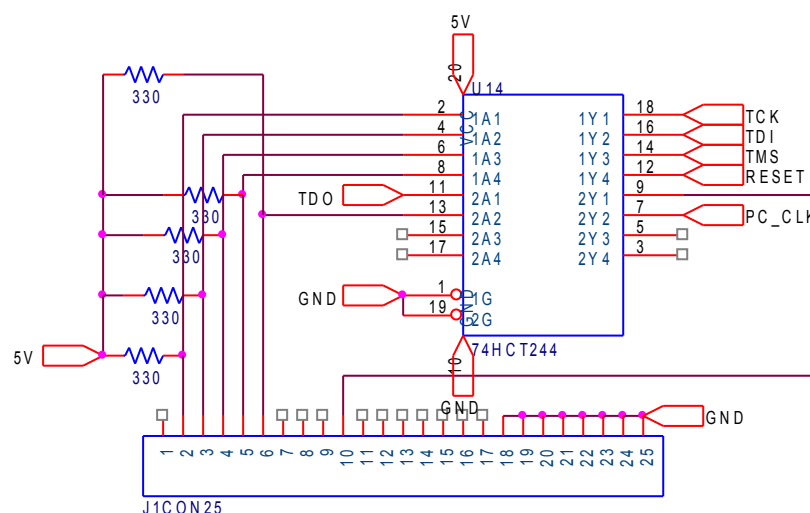 5V
20
U14
330
2 1A1 1Y1 18 TCK
VCC
4 1A2 1Y2 16 TDI
6 1A3 1Y3 14 TMS
8 1A4 1Y4 12 RESET
TDO 11 2A1 2Y1 9
330
13 2A2 2Y2 7 PC_CLK
15 2A3 2Y3 5
330
17 2A4 2Y4 3
GND 1 1G
GND
19 2G
330
5V
74HCT244
10
330
GND
GND
1 2 3 4 5 6 7 8 9 10 11 12 13 14 15 16 17 18 19 20 21 22 23 24 25
J1CON25